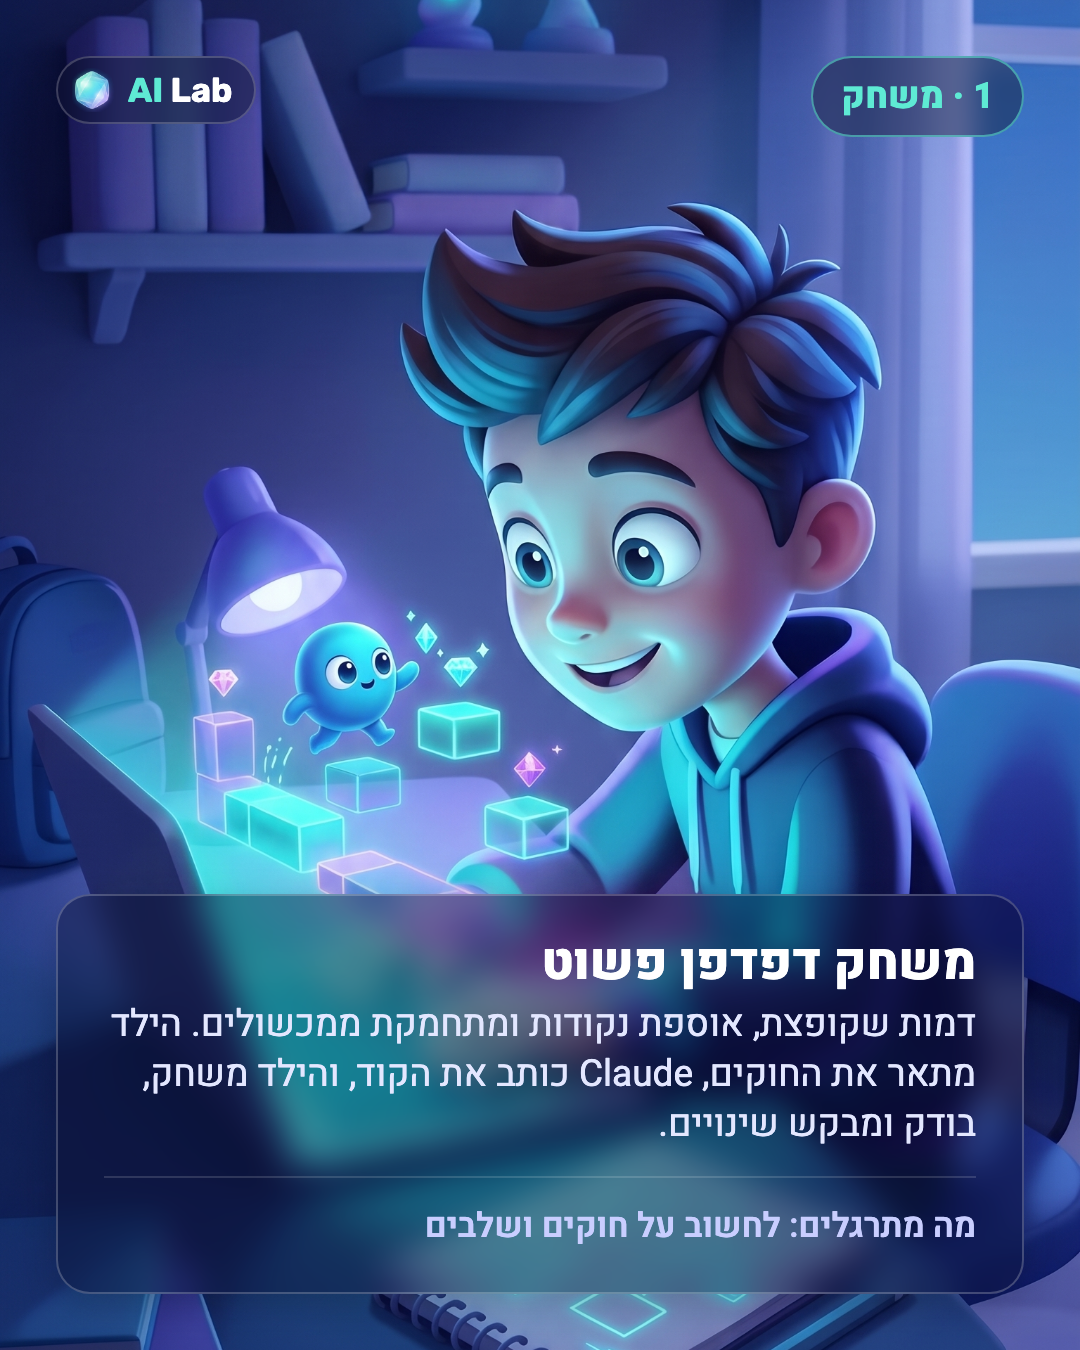 AI Lab
1 · משחק
משחק דפדפן פשוט
דמות שקופצת, אוספת נקודות ומתחמקת ממכשולים. הילד
מתאר את החוקים, Claude כותב את הקוד, והילד משחק,
בודק ומבקש שינויים.
מה מתרגלים: לחשוב על חוקים ושלבים